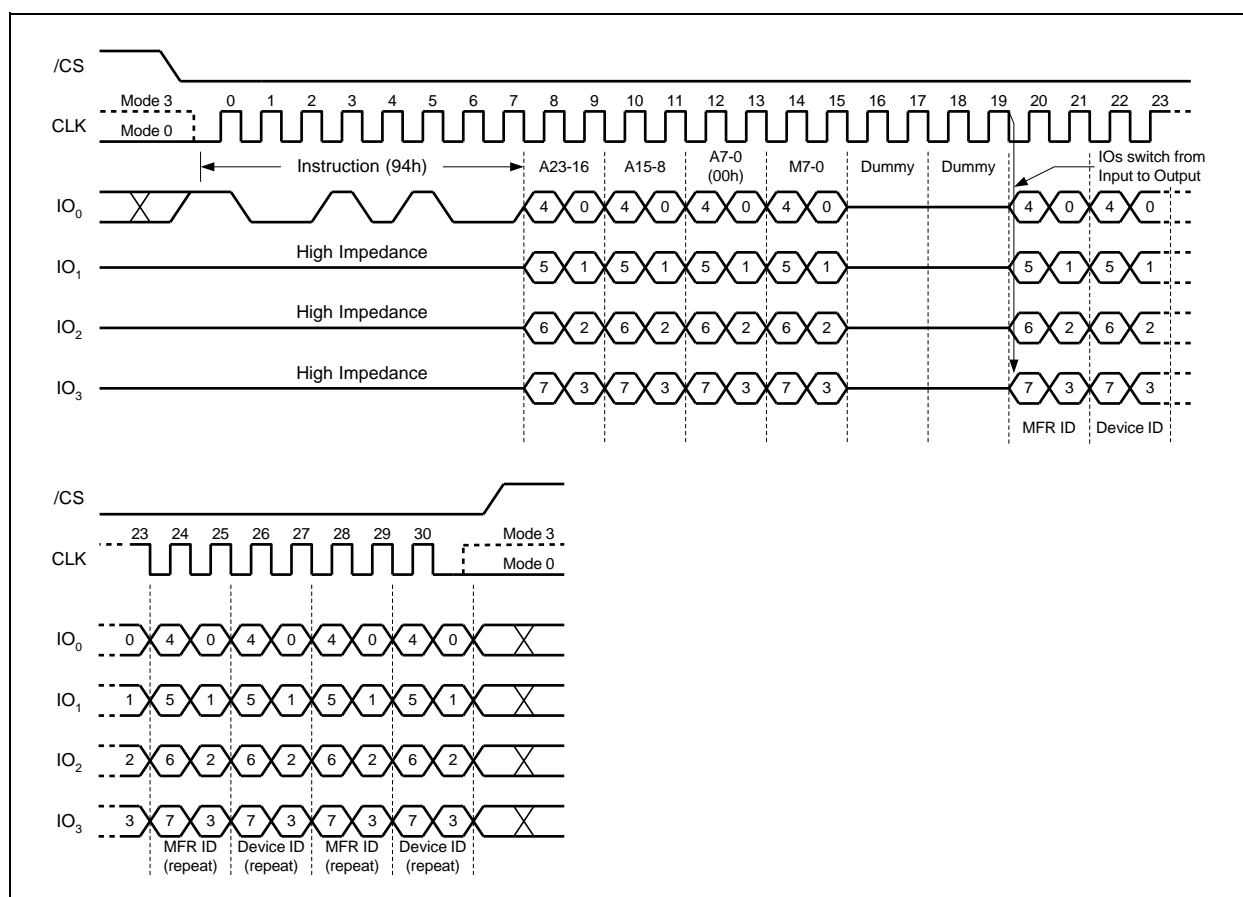 /CS
Mode 3 0 1 2 3 4 5 6 7 8 9 10 11 12 13 14 15 16 17 18 19 20 21 22 23
CLK Mode 0
Instruction (94h) A23-16 A15-8 A7-0 (00h) M7-0 Dummy Dummy IOs switch from Input to Output
IO0 4 0 4 0 4 0 4 0 4 0 4 0
High Impedance
IO1 5 1 5 1 5 1 5 1 5 1 5 1
High Impedance
IO2 6 2 6 2 6 2 6 2 6 2 6 2
High Impedance
IO3 7 3 7 3 7 3 7 3 7 3 7 3
MFR ID Device ID
/CS
23 24 25 26 27 28 29 30 Mode 3
CLK Mode 0
IO0 0 4 0 4 0 4 0 4 0
IO1 1 5 1 5 1 5 1 5 1
IO2 2 6 2 6 2 6 2 6 2
IO3 3 7 3 7 3 7 3 7 3
MFR ID Device ID MFR ID Device ID
(repeat) (repeat) (repeat) (repeat)